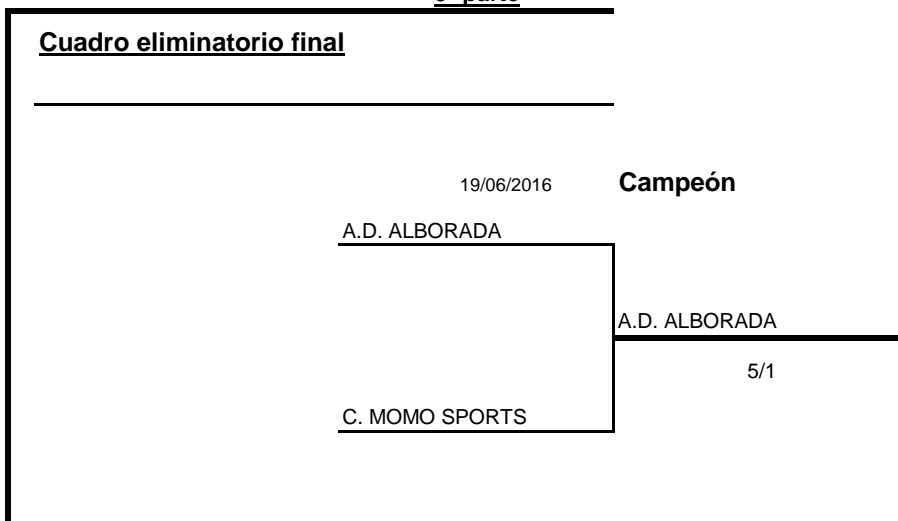 Cuadro eliminatorio final
19/06/2016 Campeón
A.D. ALBORADA
A.D. ALBORADA
5/1
C. MOMO SPORTS